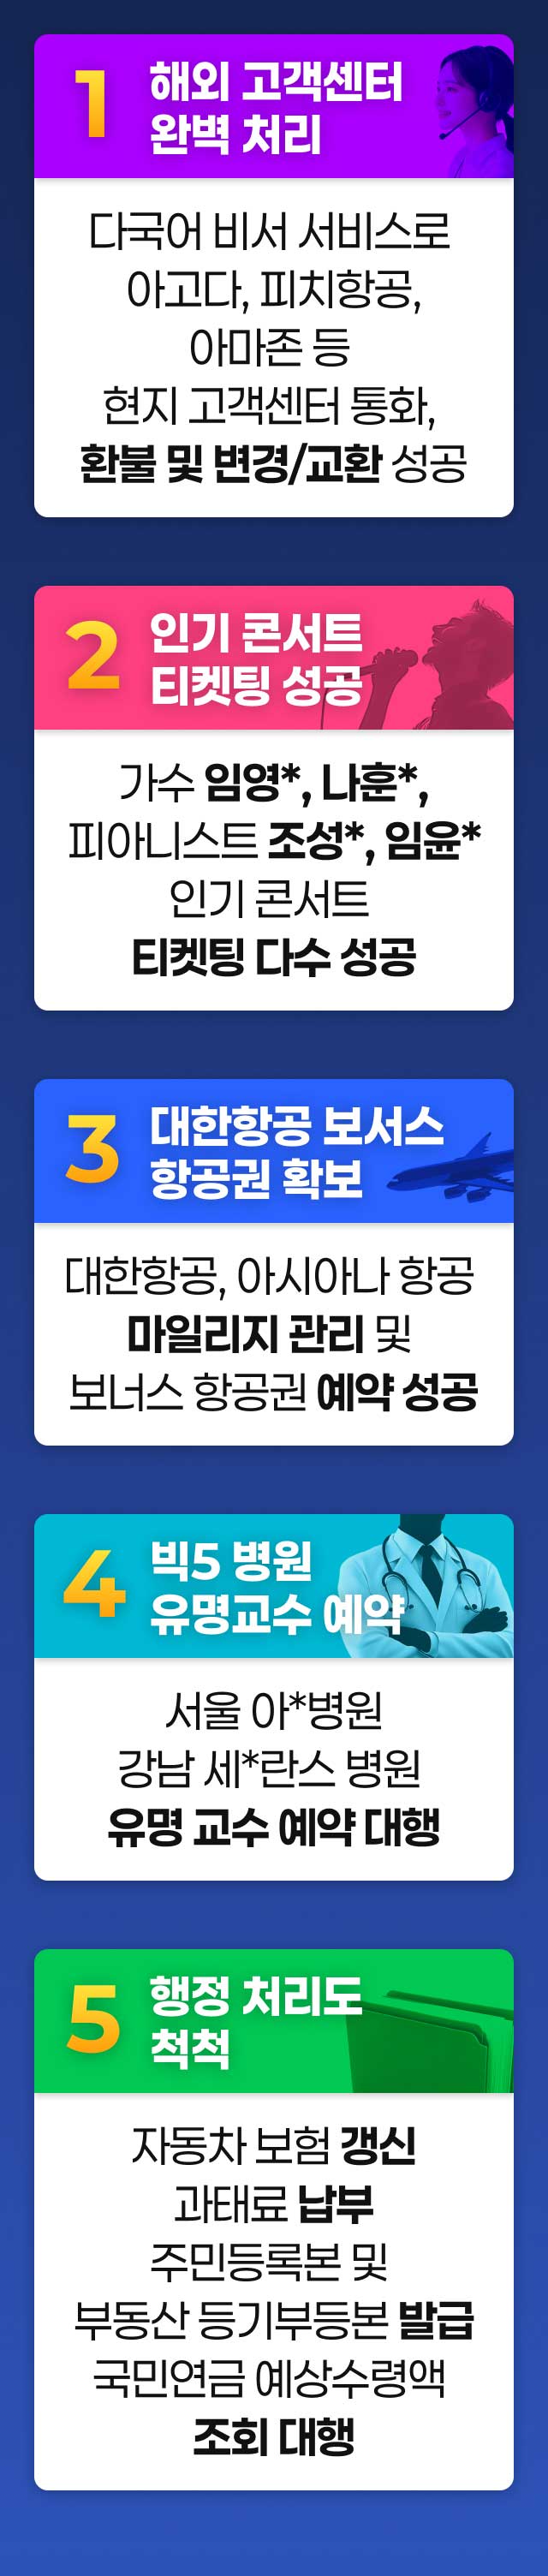 1
해외 고객센터
완벽 처리
다국어 비서 서비스로
아고다, 피치항공,
아마존 등
현지 고객센터 통화,
환불 및 변경/교환 성공
2
인기 콘서트
티켓팅 성공
가수 임영*, 나훈*,
피아니스트 조성*, 임윤*
인기 콘서트
티켓팅 다수 성공
3
대한항공 보서스
항공권 확보
대한항공, 아시아나 항공
마일리지 관리 및
보너스 항공권 예약 성공
4
빅5 병원
유명교수 예약
서울 아*병원
강남 세*란스 병원
유명 교수 예약 대행
5
행정 처리도
척척
자동차 보험 갱신
과태료 납부
주민등록본 및
부동산 등기부등본 발급
국민연금 예상수령액
조회 대행